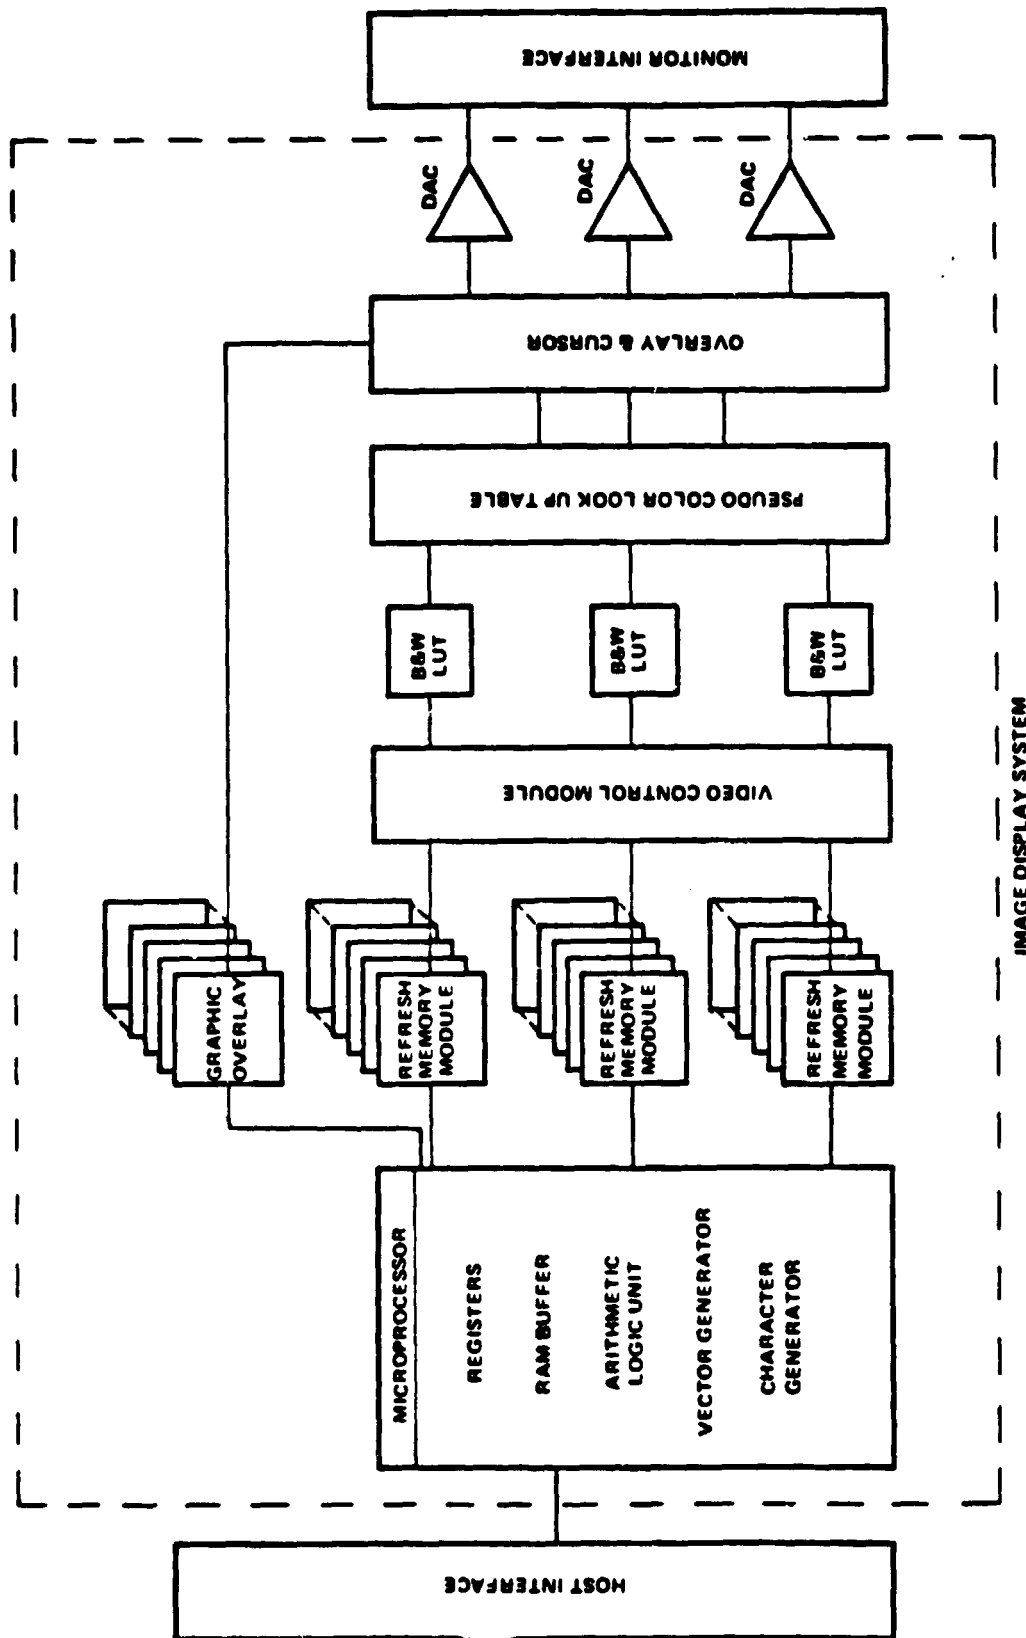 HOST INTERFACE
MICROPROCESSOR
REGISTERS
RAM BUFFER
ARITHMETIC
LOGIC UNIT
VECTOR GENERATOR
CHARACTER
GENERATOR
GRAPHIC
OVERLAY
REFRESH
MEMORY
MODULE
REFRESH
MEMORY
MODULE
REFRESH
MEMORY
MODULE
VIDEO CONTROL MODULE
B&W
LUT
B&W
LUT
B&W
LUT
PSEUDO COLOR LOOK UP TABLE
OVERLAY & CURSOR
DAC
DAC
DAC
MONITOR INTERFACE
IMAGE DISPLAY SYSTEM